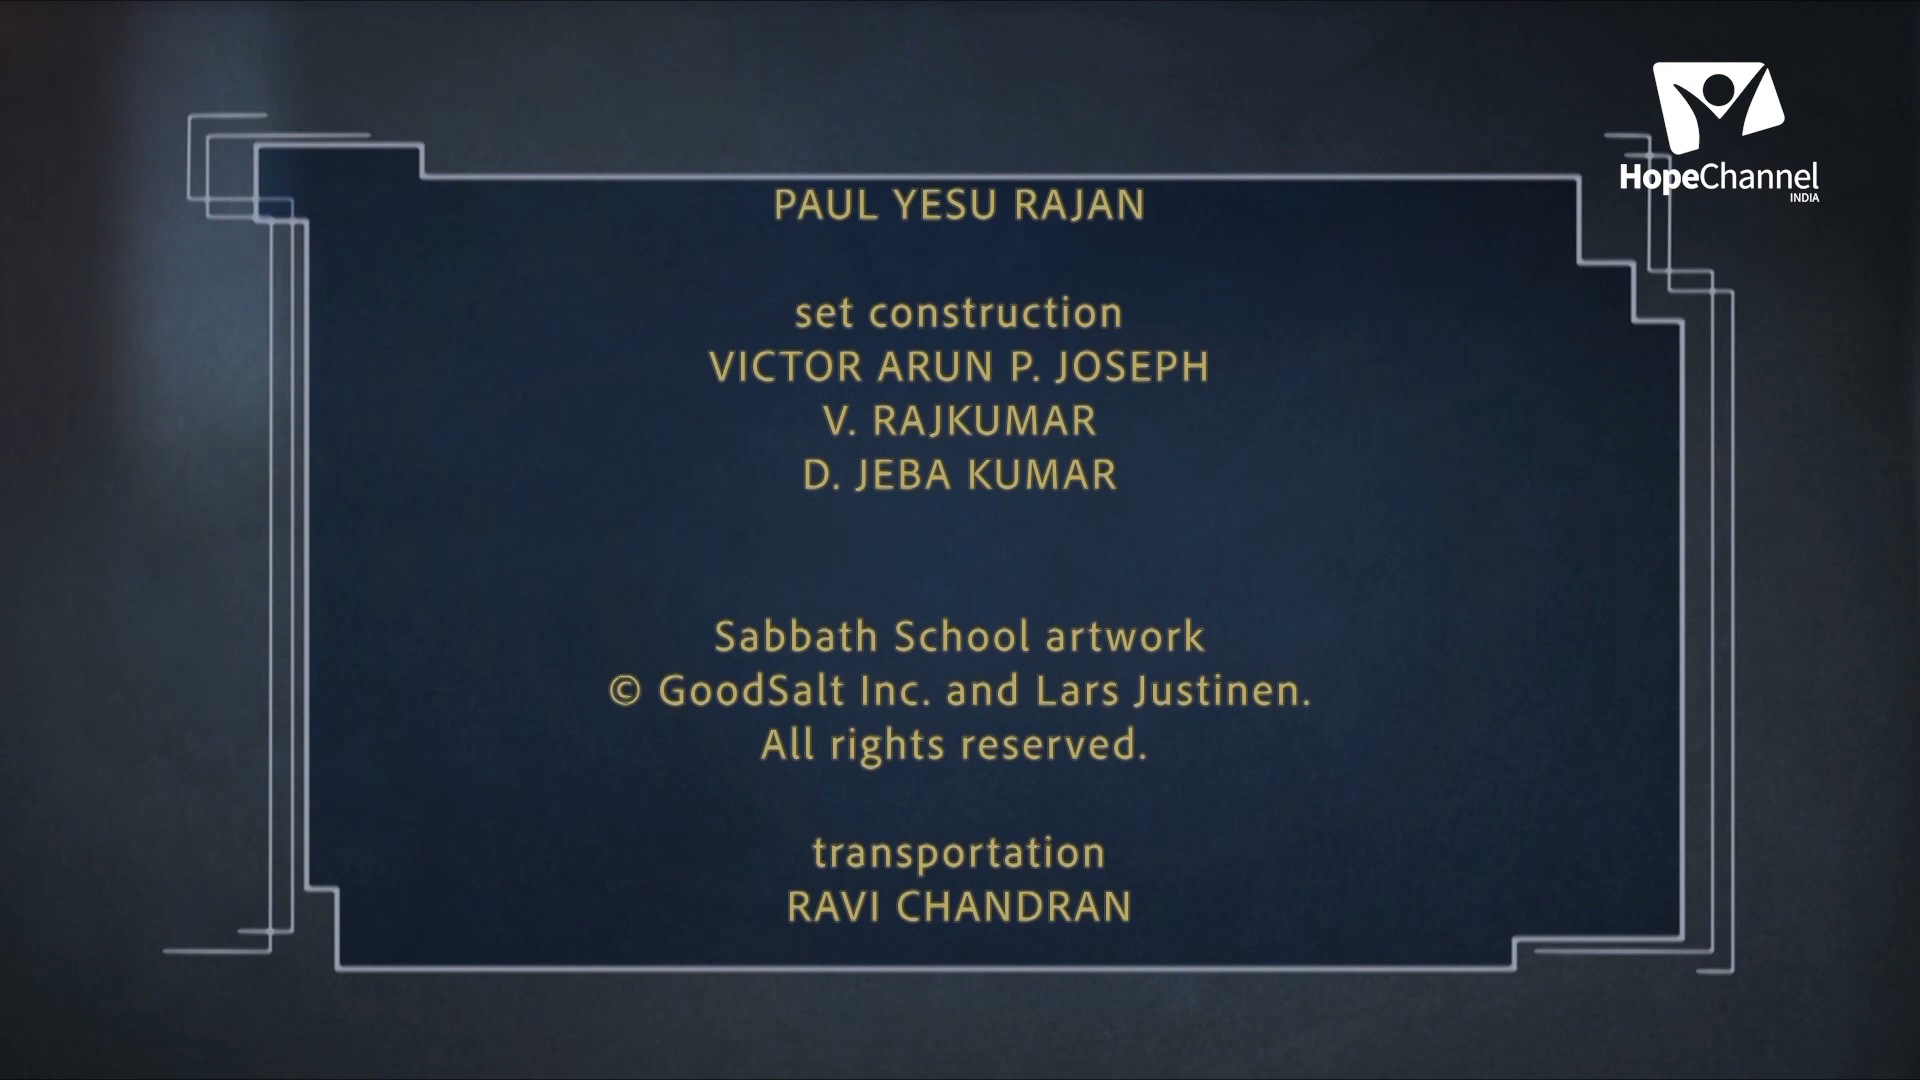 HopeChannel
INDIA
PAUL YESU RAJAN
set construction
VICTOR ARUN P. JOSEPH
V. RAJKUMAR
D. JEBA KUMAR
Sabbath School artwork
© GoodSalt Inc. and Lars Justinen.
All rights reserved.
transportation
RAVI CHANDRAN